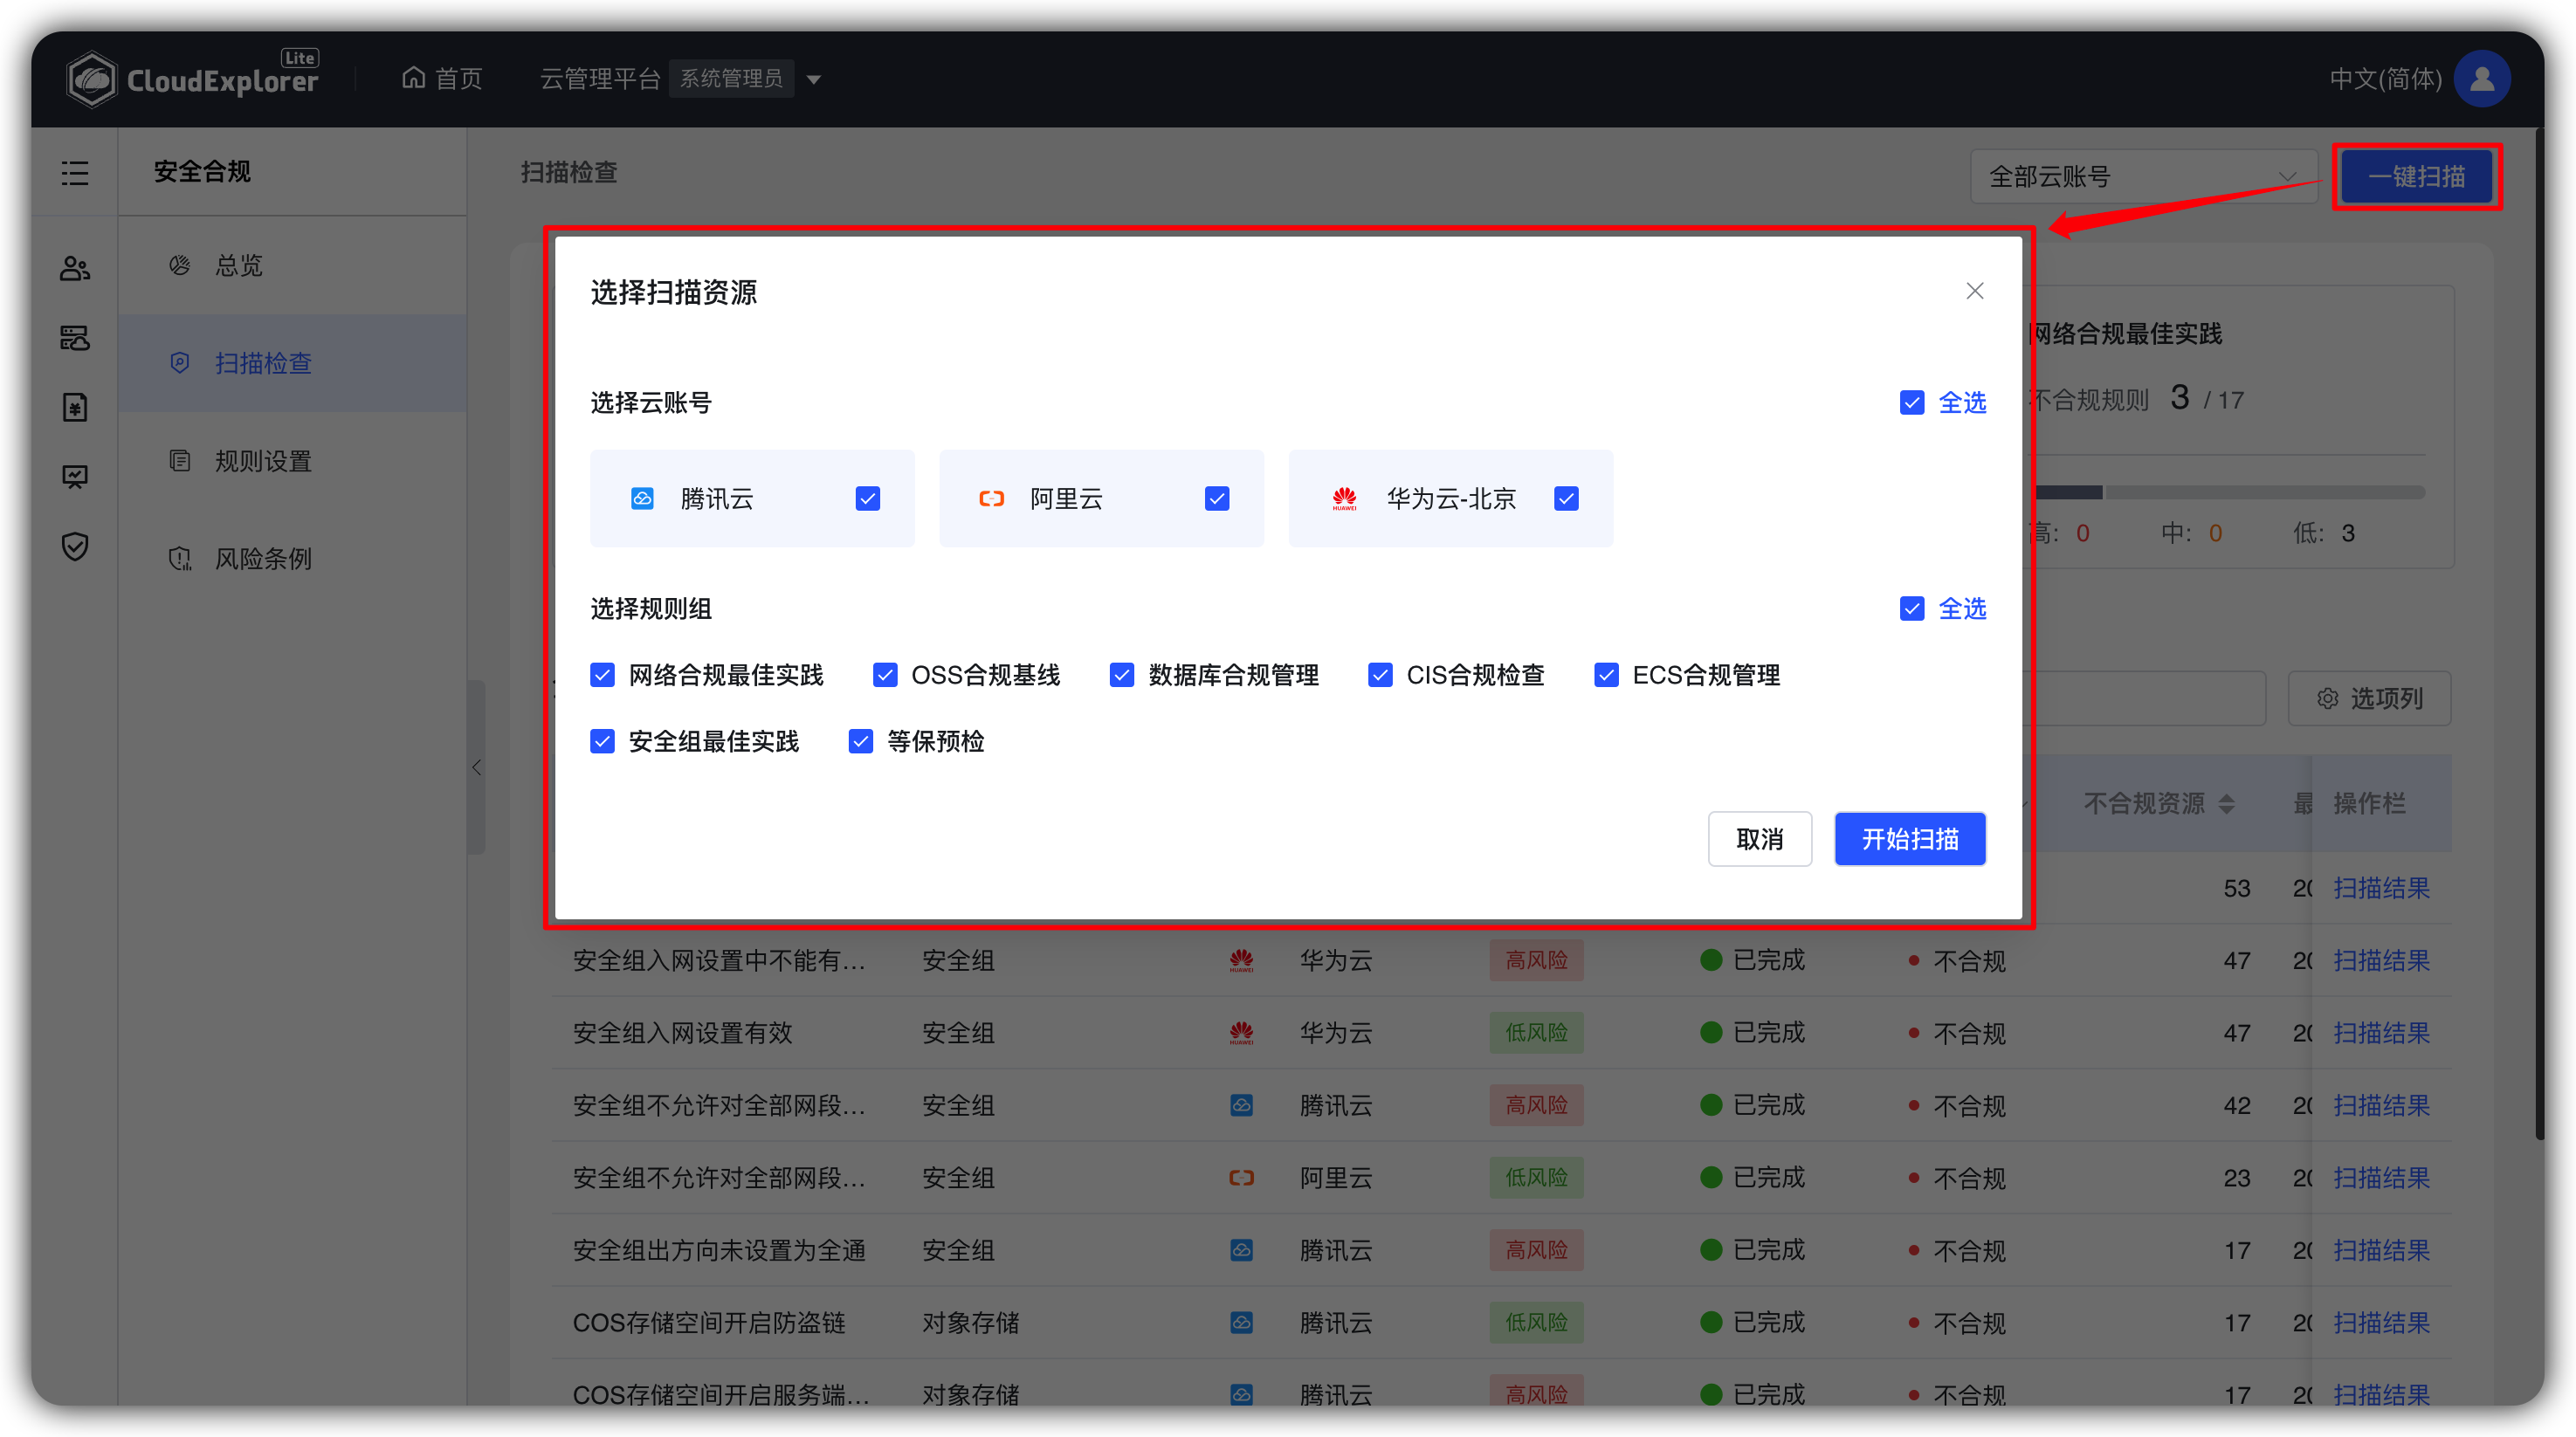 CloudExplorer Lite 首页 云管理平台 系统管理员 中文(简体)
安全合规
总览
扫描检查
规则设置
风险条例
扫描检查 全部云账号 一键扫描
选择扫描资源
选择云账号 全选
腾讯云 阿里云 HUAWEI 华为云-北京
选择规则组 全选
网络合规最佳实践 OSS合规基线 数据库合规管理 CIS合规检查 ECS合规管理
安全组最佳实践 等保预检
取消 开始扫描
网络合规最佳实践
不合规规则 3 / 17
高: 0 中: 0 低: 3
选项列
不合规资源 最 操作栏
53 20 扫描结果
安全组入网设置中不能有... 安全组 HUAWEI 华为云 高风险 已完成 不合规 47 20 扫描结果
安全组入网设置有效 安全组 HUAWEI 华为云 低风险 已完成 不合规 47 20 扫描结果
安全组不允许对全部网段... 安全组 腾讯云 高风险 已完成 不合规 42 20 扫描结果
安全组不允许对全部网段... 安全组 阿里云 低风险 已完成 不合规 23 20 扫描结果
安全组出方向未设置为全通 安全组 腾讯云 高风险 已完成 不合规 17 20 扫描结果
COS存储空间开启防盗链 对象存储 腾讯云 低风险 已完成 不合规 17 20 扫描结果
COS存储空间开启服务端... 对象存储 腾讯云 高风险 已完成 不合规 17 20 扫描结果